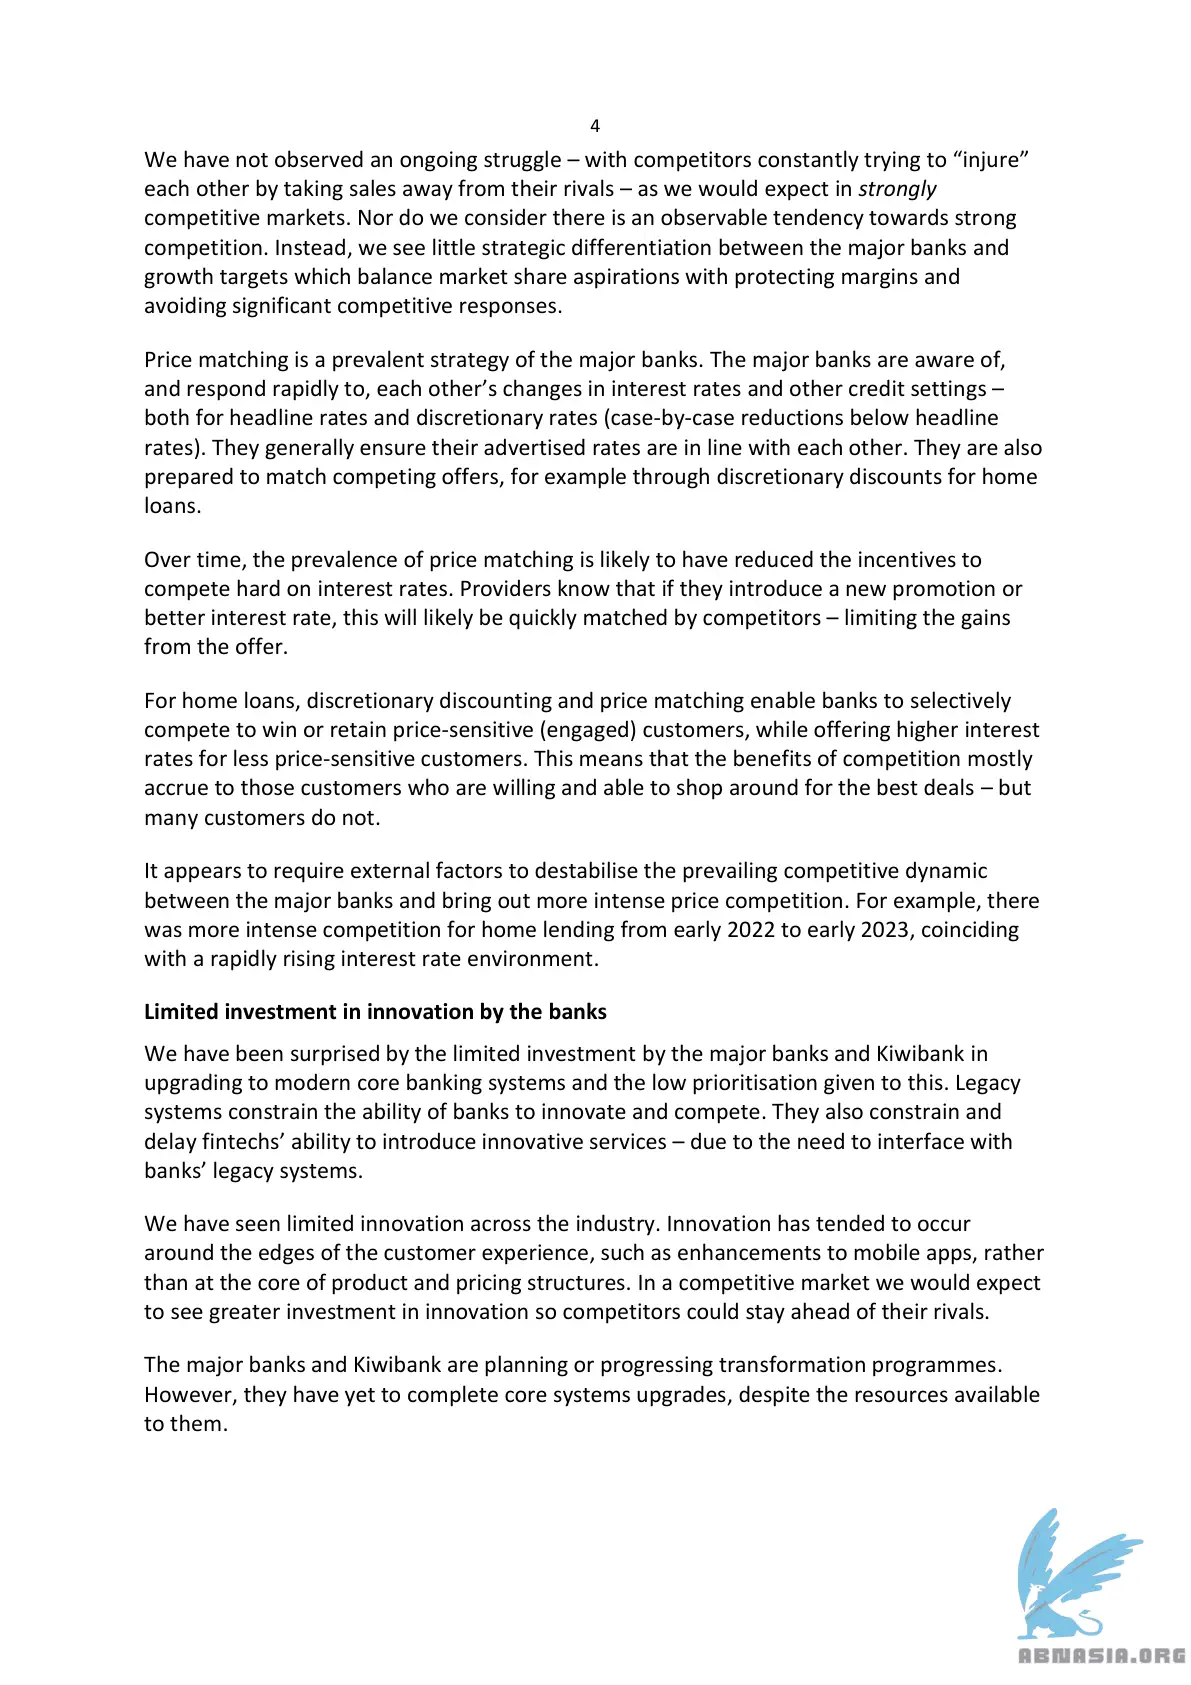 4
We have not observed an ongoing struggle – with competitors constantly trying to “injure”
each other by taking sales away from their rivals – as we would expect in strongly
competitive markets. Nor do we consider there is an observable tendency towards strong
competition. Instead, we see little strategic differentiation between the major banks and
growth targets which balance market share aspirations with protecting margins and
avoiding significant competitive responses.
Price matching is a prevalent strategy of the major banks. The major banks are aware of,
and respond rapidly to, each other’s changes in interest rates and other credit settings –
both for headline rates and discretionary rates (case-by-case reductions below headline
rates). They generally ensure their advertised rates are in line with each other. They are also
prepared to match competing offers, for example through discretionary discounts for home
loans.
Over time, the prevalence of price matching is likely to have reduced the incentives to
compete hard on interest rates. Providers know that if they introduce a new promotion or
better interest rate, this will likely be quickly matched by competitors – limiting the gains
from the offer.
For home loans, discretionary discounting and price matching enable banks to selectively
compete to win or retain price-sensitive (engaged) customers, while offering higher interest
rates for less price-sensitive customers. This means that the benefits of competition mostly
accrue to those customers who are willing and able to shop around for the best deals – but
many customers do not.
It appears to require external factors to destabilise the prevailing competitive dynamic
between the major banks and bring out more intense price competition. For example, there
was more intense competition for home lending from early 2022 to early 2023, coinciding
with a rapidly rising interest rate environment.
Limited investment in innovation by the banks
We have been surprised by the limited investment by the major banks and Kiwibank in
upgrading to modern core banking systems and the low prioritisation given to this. Legacy
systems constrain the ability of banks to innovate and compete. They also constrain and
delay fintechs’ ability to introduce innovative services – due to the need to interface with
banks’ legacy systems.
We have seen limited innovation across the industry. Innovation has tended to occur
around the edges of the customer experience, such as enhancements to mobile apps, rather
than at the core of product and pricing structures. In a competitive market we would expect
to see greater investment in innovation so competitors could stay ahead of their rivals.
The major banks and Kiwibank are planning or progressing transformation programmes.
However, they have yet to complete core systems upgrades, despite the resources available
to them.
ABNASIA.ORG